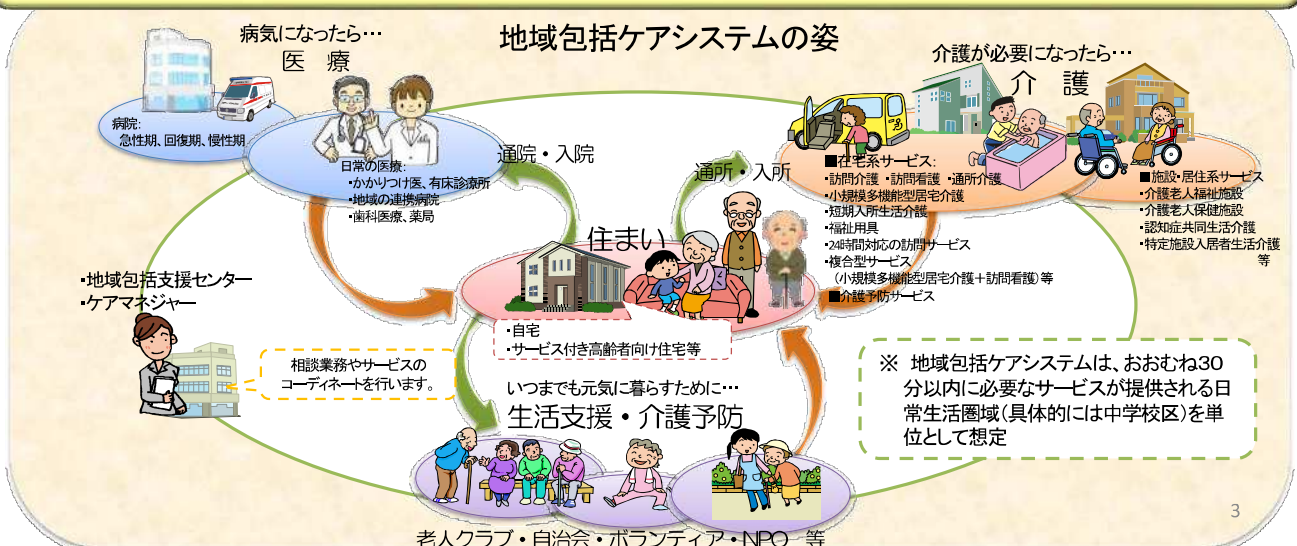 地域包括ケアシステムの姿
病気になったら･･･
医　療
病院:
急性期、回復期、慢性期
日常の医療:
・かかりつけ医、有床診療所
・地域の連携病院
・歯科医療、薬局
通院・入院
介護が必要になったら･･･
介　護
通所・入所
■在宅系サービス:
・訪問介護 ・訪問看護 ・通所介護
・小規模多機能型居宅介護
・短期入所生活介護
・福祉用具
・24時間対応の訪問サービス
・複合型サービス
（小規模多機能型居宅介護＋訪問看護）等
■介護予防サービス
■施設・居住系サービス
・介護老人福祉施設
・介護老人保健施設
・認知症共同生活介護
・特定施設入居者生活介護
等
住まい
・自宅
・サービス付き高齢者向け住宅等
・地域包括支援センター
・ケアマネジャー
相談業務やサービスの
コーディネートを行います。
いつまでも元気に暮らすために･･･
生活支援・介護予防
老人クラブ・自治会・ボランティア・NPO　等
※　地域包括ケアシステムは、おおむね30
分以内に必要なサービスが提供される日
常生活圏域（具体的には中学校区）を単
位として想定
3